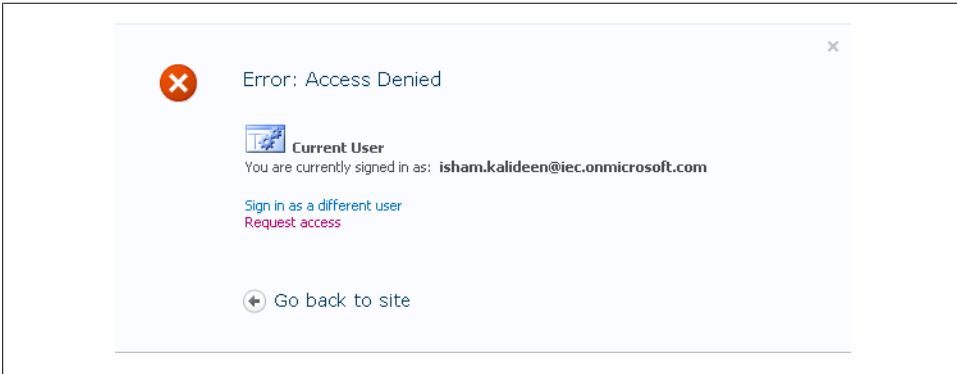 Error: Access Denied
Current User
You are currently signed in as: isham.kalideen@iec.onmicrosoft.com
Sign in as a different user
Request access
Go back to site